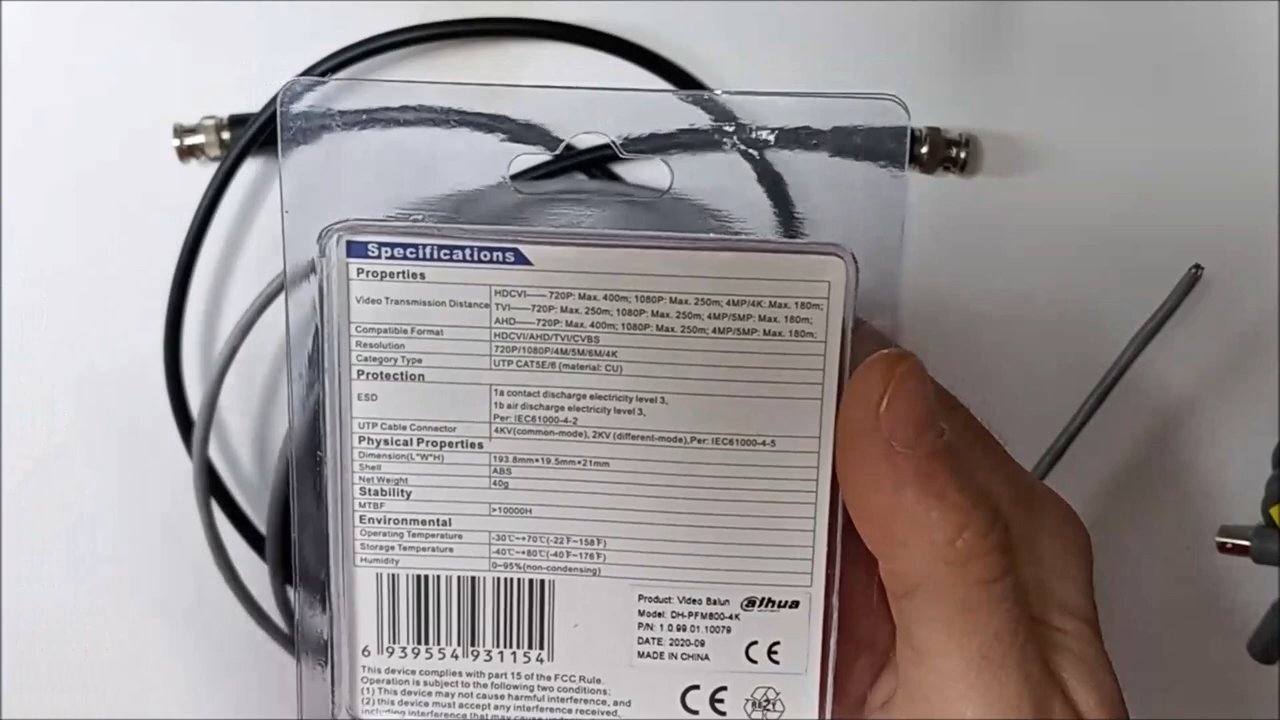 Specifications
Properties
Video Transmission Distance
HDCVI——720P: Max. 400m; 1080P: Max. 250m; 4MP/4K: Max. 180m;
TVI——720P: Max. 250m; 1080P: Max. 250m; 4MP/5MP: Max. 180m;
AHD——720P: Max. 400m; 1080P: Max. 250m; 4MP/5MP: Max. 180m;
Compatible Format HDCVI/AHD/TVI/CVBS
Resolution 720P/1080P/4M/5M/6M/4K
Category Type UTP CAT5E/6 (material: CU)
Protection
ESD
1a contact discharge electricity level 3,
1b air discharge electricity level 3,
Per: IEC61000-4-2
UTP Cable Connector 4KV(common-mode), 2KV (different-mode),Per: IEC61000-4-5
Physical Properties
Dimension(L*W*H) 193.8mm*19.5mm*21mm
Shell ABS
Net Weight 40g
Stability
MTBF >10000H
Environmental
Operating Temperature -30℃~+70℃(-22℉~158℉)
Storage Temperature -40℃~+80℃(-40℉~176℉)
Humidity 0~95%(non-condensing)
6 939554 931154
Product: Video Balun alhua
Model: DH-PFM800-4K
P/N: 1.0.99.01.10079
DATE: 2020-09
MADE IN CHINA CE
This device complies with part 15 of the FCC Rule.
Operation is subject to the following two conditions:
(1) This device may not cause harmful interference, and
(2) this device must accept any interference received,
including interference that may cause undesired
CE